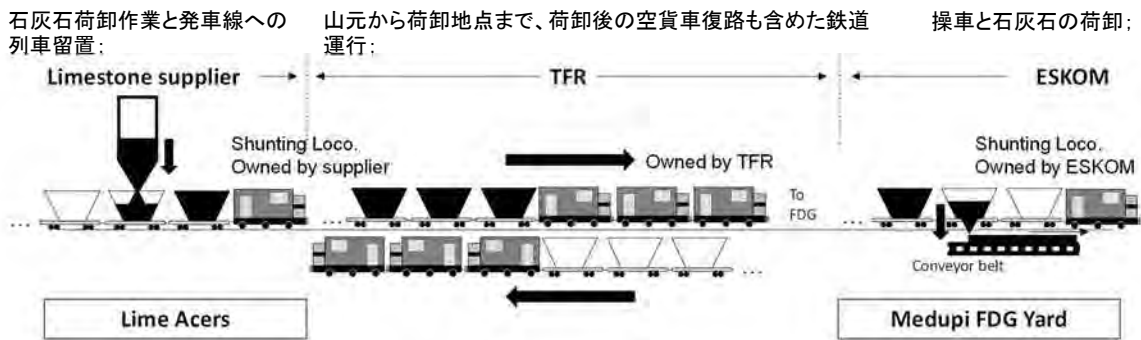 石灰石荷卸作業と発車線への
列車留置;
山元から荷卸地点まで、荷卸後の空貨車復路も含めた鉄道
運行;
操車と石灰石の荷卸;
Limestone supplier
TFR
ESKOM
Shunting Loco.
Owned by supplier
Owned by TFR
Shunting Loco.
Owned by ESKOM
To
FDG
...
...
...
...
Conveyor belt
Lime Acers
Medupi FDG Yard